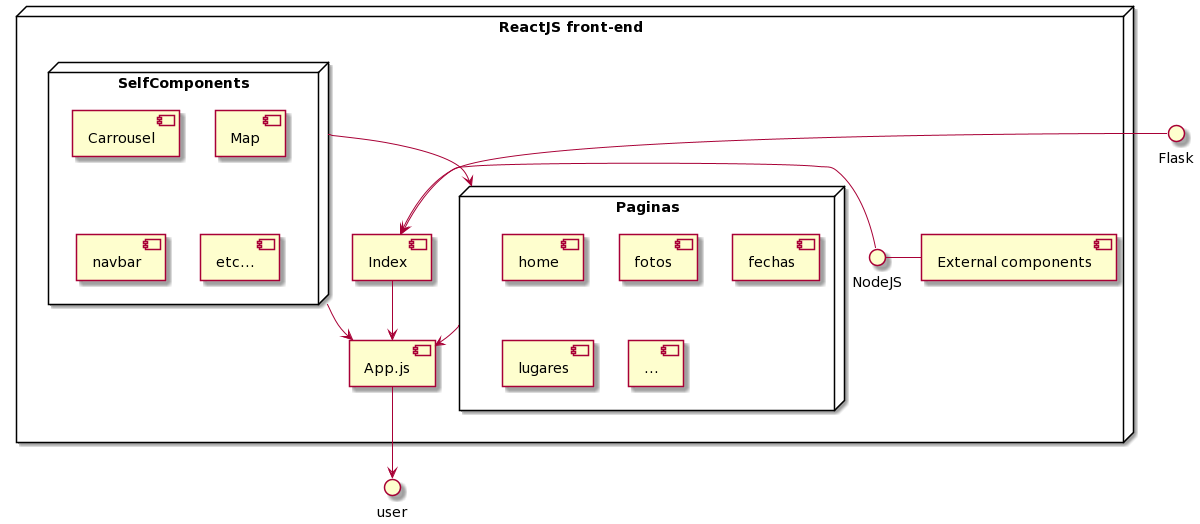 ReactJS front-end
SelfComponents
Carrousel
Map
Flask
Paginas
navbar
etc...
Index
home
fotos
fechas
NodeJS
External components
App.js
lugares
...
user